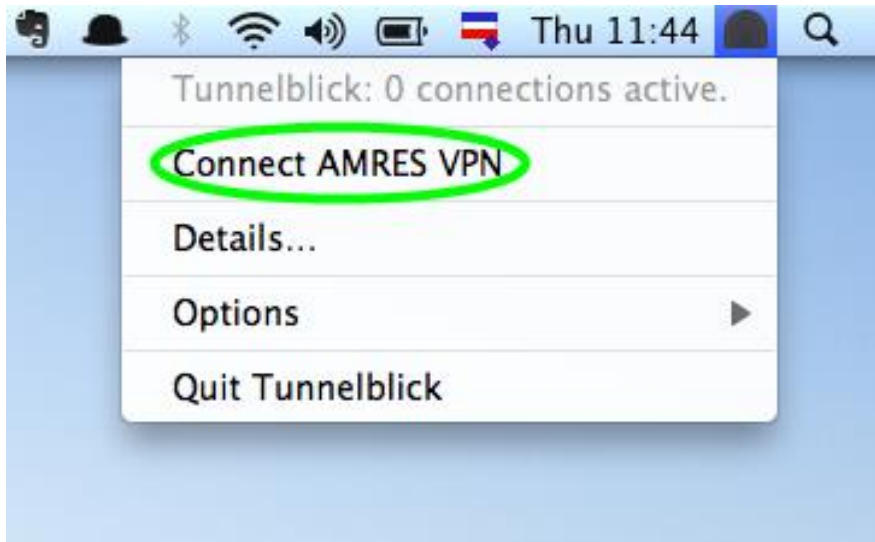 Thu 11:44
Tunnelblick: 0 connections active.
Connect AMRES VPN
Details...
Options
Quit Tunnelblick